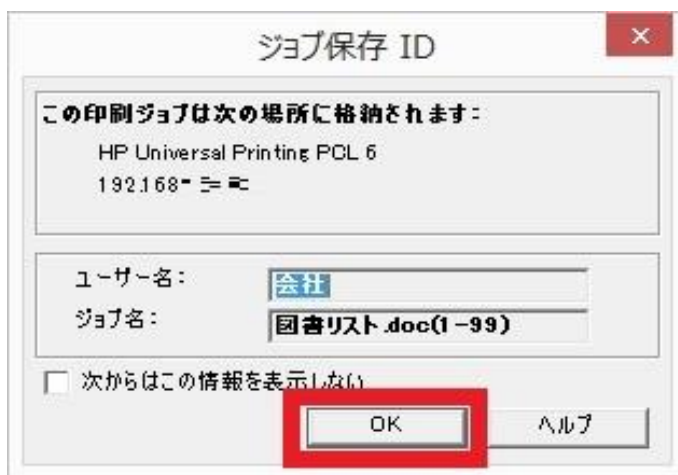 ジョブ保存 ID
この印刷ジョブは次の場所に格納されます:
HP Universal Printing PCL 6
192.168
ユーザー名: 会社
ジョブ名: 図書リスト.doc(1-99)
次からはこの情報を表示しない
OK ヘルプ